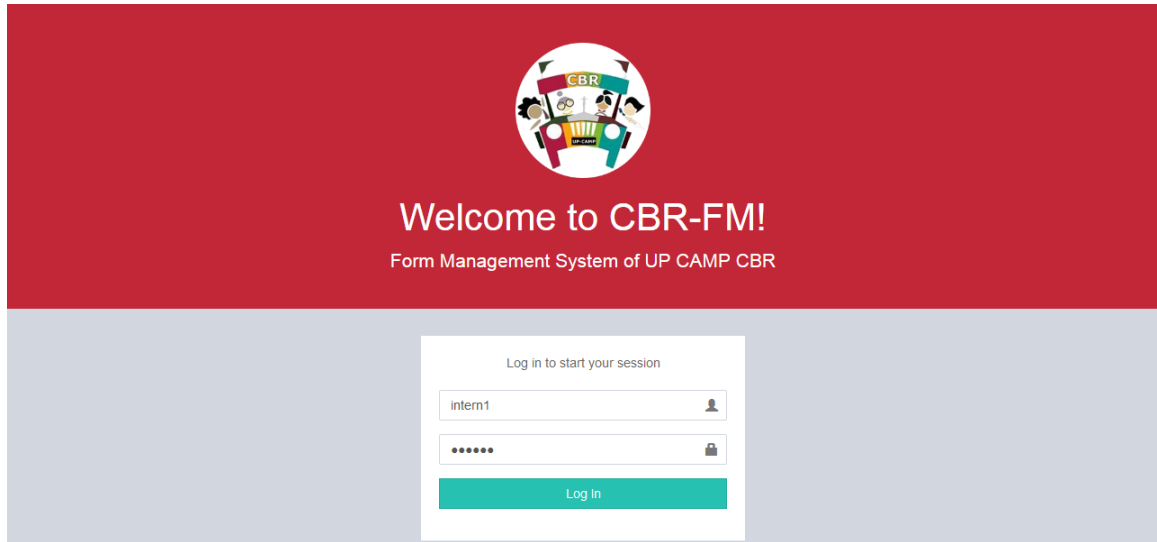 CBR
UP-CAMP
Welcome to CBR-FM!
Form Management System of UP CAMP CBR
Log in to start your session
intern1
••••••
Log In